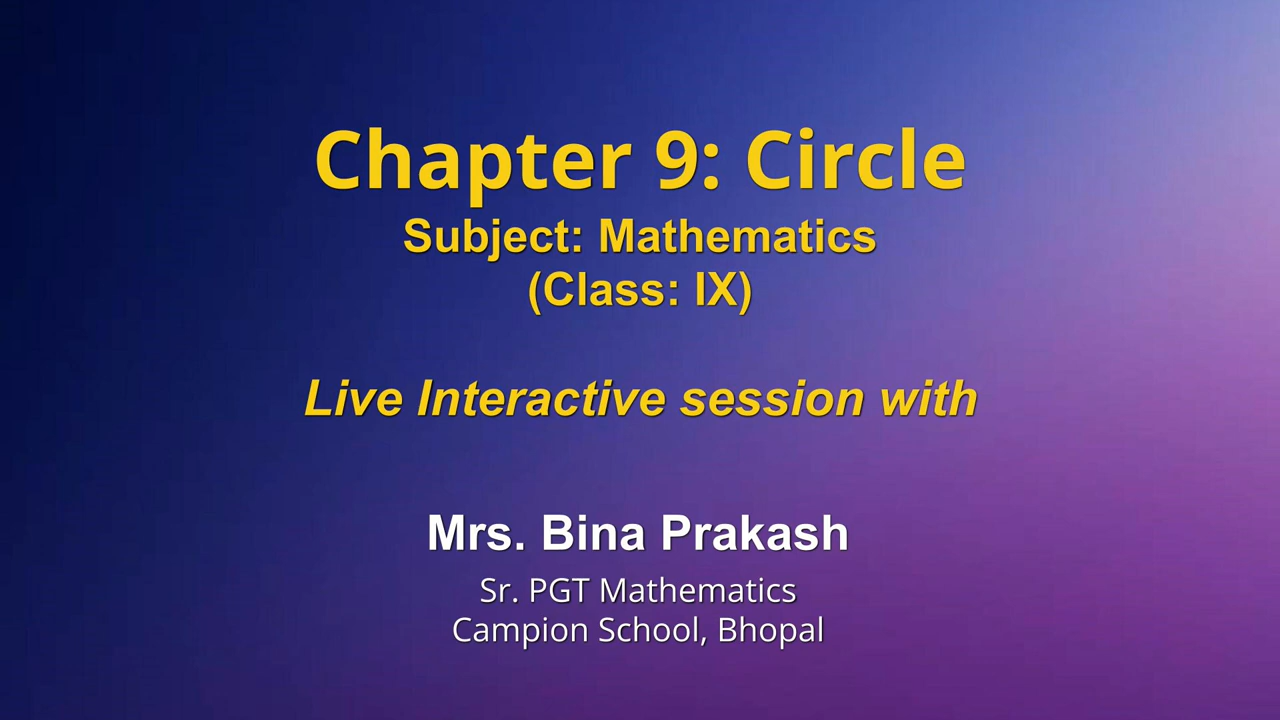 Chapter 9: Circle
Subject: Mathematics
(Class: IX)
Live Interactive session with
Mrs. Bina Prakash
Sr. PGT Mathematics
Campion School, Bhopal